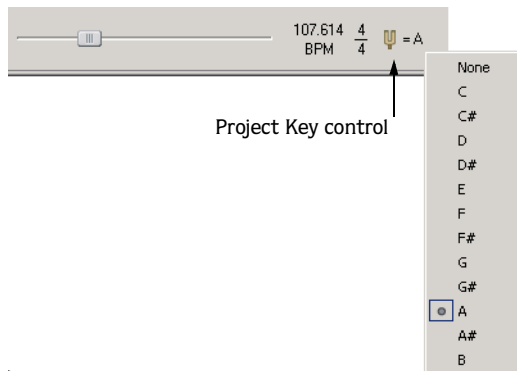 107.614 4
BPM 4 = A
Project Key control
None
C
C#
D
D#
E
F
F#
G
G#
A
A#
B